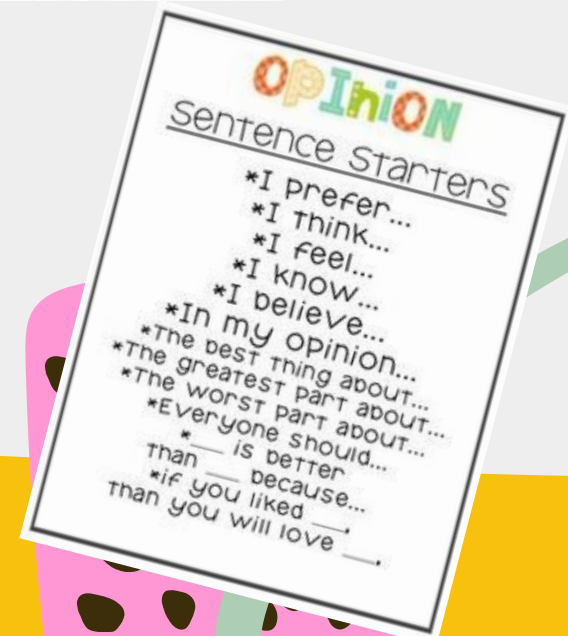 OPINION
Sentence Starters
*I prefer...
*I think...
*I feel...
*I know...
*I believe...
*In my opinion...
*The best thing about...
*The greatest part about...
*The worst part about...
*Everyone should...
*___ is better
than ___ because...
*if you liked ___,
than you will love ___.